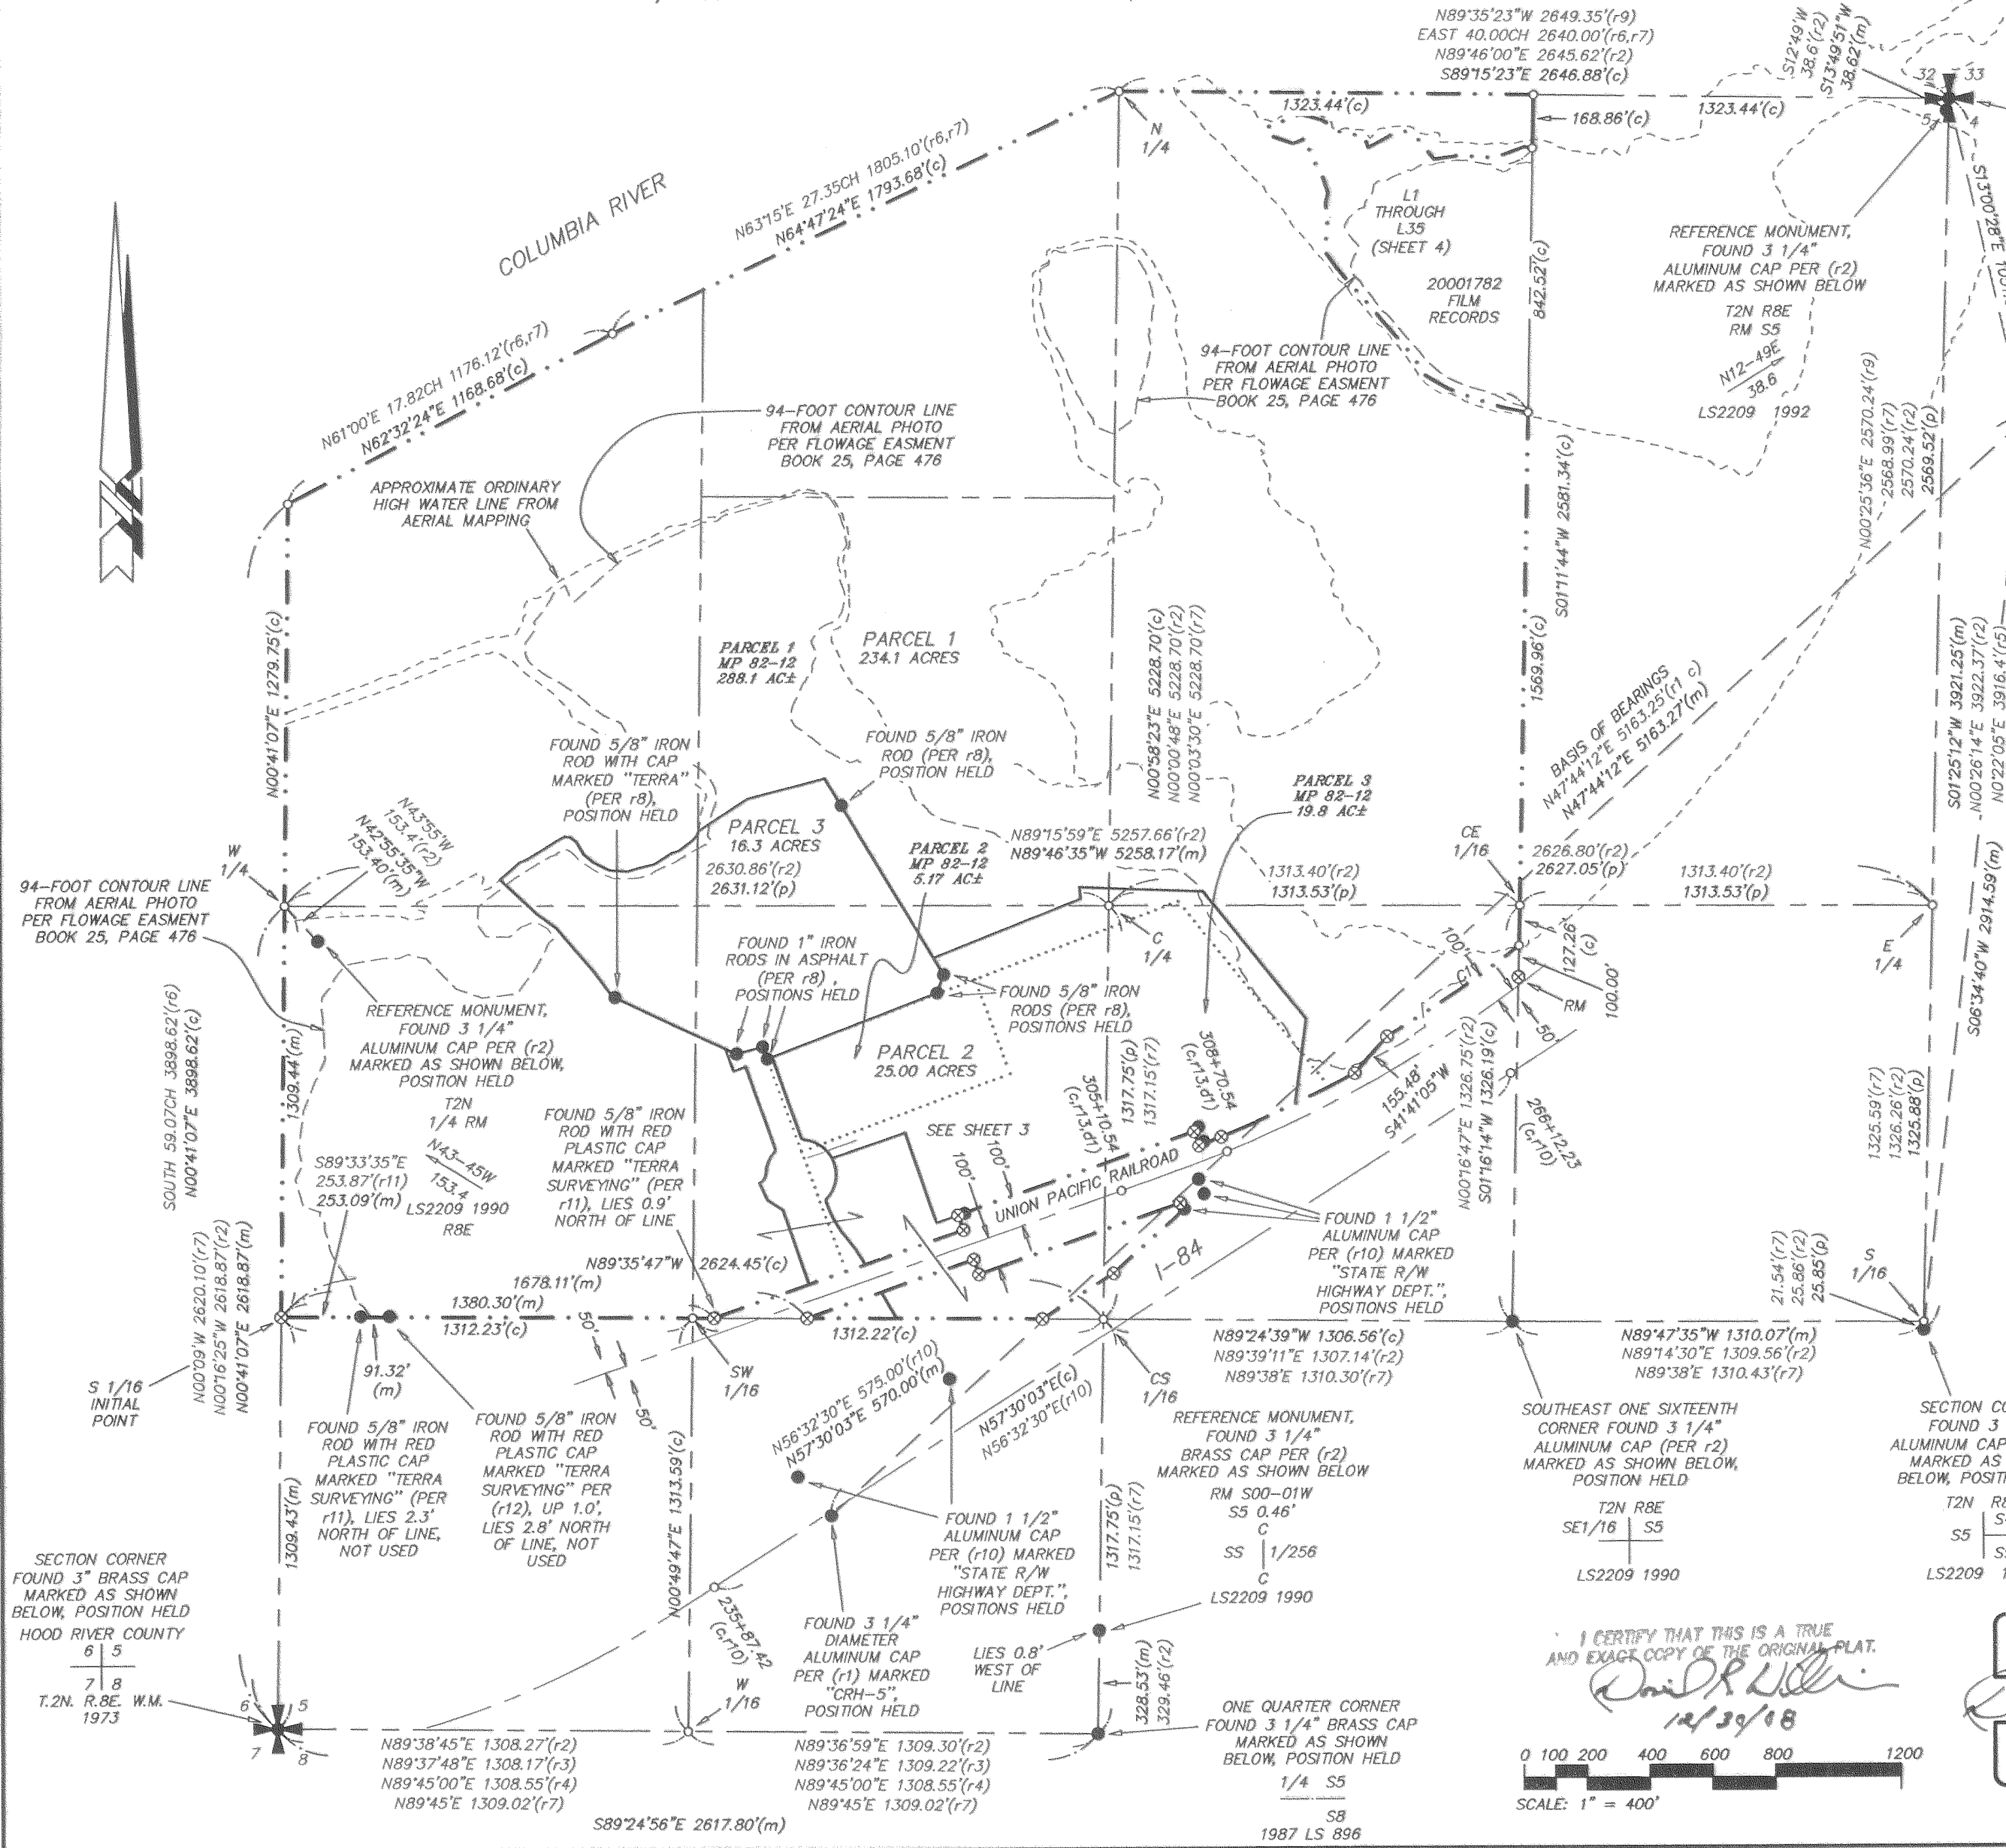 N89°35'23"W 2649.35'(r9)
EAST 40.00CH 2640.00'(r6,r7)
N89°46'00"E 2645.62'(r2)
S89°15'23"E 2646.88'(c)
1323.44'(c)
1323.44'(c)
168.86'(c)
S12°49'W
38.6'(r2)
S13°49'51"W
38.62'(m)
32
33
5
4
N
1/4
N63°15'E 27.35CH 1805.10'(r6,r7)
N64°47'24"E 1793.68'(c)
COLUMBIA RIVER
N61°00'E 17.82CH 1176.12'(r6,r7)
N62°32'24"E 1168.68'(c)
L1
THROUGH
L35
(SHEET 4)
842.52'(c)
20001782
FILM
RECORDS
REFERENCE MONUMENT,
FOUND 3 1/4"
ALUMINUM CAP PER (r2)
MARKED AS SHOWN BELOW
T2N R8E
RM S5
N12-49E
38.6
LS2209 1992
94-FOOT CONTOUR LINE
FROM AERIAL PHOTO
PER FLOWAGE EASMENT
BOOK 25, PAGE 476
94-FOOT CONTOUR LINE
FROM AERIAL PHOTO
PER FLOWAGE EASMENT
BOOK 25, PAGE 476
APPROXIMATE ORDINARY
HIGH WATER LINE FROM
AERIAL MAPPING
N00°25'36"E 2570.24'(r9)
2568.99'(r7)
2570.24'(r2)
2569.52'(p)
S01°11'44"W 2581.34'(c)
1569.96'(c)
N00°41'07"E 1279.75'(c)
PARCEL 1
MP 82-12
288.1 AC±
PARCEL 1
234.1 ACRES
N00°58'23"E 5228.70'(c)
N00°00'48"E 5228.70'(r2)
N00°03'30"E 5228.70'(r7)
BASIS OF BEARINGS
N47°44'12"E 5163.25'(r1 c)
N47°44'12"E 5163.27'(m)
S01°25'12"W 3921.25'(m)
N00°26'14"E 3922.37'(r2)
N0°22'05"E 3916.4'(r5)
FOUND 5/8" IRON
ROD WITH CAP
MARKED "TERRA"
(PER r8),
POSITION HELD
FOUND 5/8" IRON
ROD (PER r8),
POSITION HELD
PARCEL 3
MP 82-12
19.8 AC±
PARCEL 3
16.3 ACRES
2630.86'(r2)
2631.12'(p)
PARCEL 2
MP 82-12
5.17 AC±
N89°15'59"E 5257.66'(r2)
N89°46'35"W 5258.17'(m)
CE
1/16
2626.80'(r2)
2627.05'(p)
1313.40'(r2)
1313.53'(p)
1313.40'(r2)
1313.53'(p)
N43°55'W
153.4'(r2)
N42°55'35"W
153.40'(m)
W
1/4
94-FOOT CONTOUR LINE
FROM AERIAL PHOTO
PER FLOWAGE EASMENT
BOOK 25, PAGE 476
C
1/4
E
1/4
127.26'
(c)
100'
RM
100.00'
50'
S06°34'40"W 2914.59'(m)
FOUND 1" IRON
RODS IN ASPHALT
(PER r8) ,
POSITIONS HELD
FOUND 5/8" IRON
RODS (PER r8),
POSITIONS HELD
REFERENCE MONUMENT,
FOUND 3 1/4"
ALUMINUM CAP PER (r2)
MARKED AS SHOWN BELOW,
POSITION HELD
T2N
1/4 RM
N43-45W
153.4
LS2209 1990
R8E
PARCEL 2
25.00 ACRES
308+70.54
(c,r13,d1)
305+10.54
(c,r13,d1)
1317.75'(p)
1317.15'(r7)
155.48'
S41°41'05"W
N00°16'47"E 1326.75'(r2)
S01°16'14"W 1326.19'(c)
266+12.23
(c,r10)
1325.59'(r7)
1326.26'(r2)
1325.88'(p)
SOUTH 59.07CH 3898.62'(r6)
N00°41'07"E 3898.62'(c)
1309.44'(m)
S89°33'35"E
253.87'(r11)
253.09'(m)
FOUND 5/8" IRON
ROD WITH RED
PLASTIC CAP
MARKED "TERRA
SURVEYING" (PER
r11), LIES 0.9'
NORTH OF LINE
SEE SHEET 3
100'
100'
UNION PACIFIC RAILROAD
I-84
FOUND 1 1/2"
ALUMINUM CAP
PER (r10) MARKED
"STATE R/W
HIGHWAY DEPT.",
POSITIONS HELD
21.54'(r7)
25.86'(r2)
25.85'(p)
S
1/16
N00°09'W 2620.10'(r7)
N00°16'25"W 2618.87'(r2)
N00°41'07"E 2618.87'(m)
N89°35'47"W 2624.45'(c)
1678.11'(m)
1380.30'(m)
1312.23'(c)
1312.22'(c)
N89°24'39"W 1306.56'(c)
N89°39'11"E 1307.14'(r2)
N89°38'E 1310.30'(r7)
N89°47'35"W 1310.07'(m)
N89°14'30"E 1309.56'(r2)
N89°38'E 1310.43'(r7)
S 1/16
INITIAL
POINT
91.32'
(m)
50'
50'
SW
1/16
CS
1/16
N56°32'30"E 575.00'(r10)
N57°30'03"E 570.00'(m)
N57°30'03"E(c)
N56°32'30"E(r10)
FOUND 5/8" IRON
ROD WITH RED
PLASTIC CAP
MARKED "TERRA
SURVEYING" (PER
r11), LIES 2.3'
NORTH OF LINE,
NOT USED
FOUND 5/8" IRON
ROD WITH RED
PLASTIC CAP
MARKED "TERRA
SURVEYING" PER
(r12), UP 1.0',
LIES 2.8' NORTH
OF LINE, NOT
USED
1309.43'(m)
N00°49'47"E 1313.59'(c)
REFERENCE MONUMENT,
FOUND 3 1/4"
BRASS CAP PER (r2)
MARKED AS SHOWN BELOW
RM S00-01W
S5 0.46'
C
SS 1/256
C
LS2209 1990
SOUTHEAST ONE SIXTEENTH
CORNER FOUND 3 1/4"
ALUMINUM CAP (PER r2)
MARKED AS SHOWN BELOW,
POSITION HELD
T2N R8E
SE1/16 S5
LS2209 1990
FOUND 3
ALUMINUM CAP
MARKED AS
T2N
S5
LS2209
1317.75'(p)
1317.15'(r7)
FOUND 1 1/2"
ALUMINUM CAP
PER (r10) MARKED
"STATE R/W
HIGHWAY DEPT.",
POSITIONS HELD
FOUND 3 1/4"
DIAMETER
ALUMINUM CAP
PER (r1) MARKED
"CRH-5",
POSITION HELD
LIES 0.8'
WEST OF
LINE
328.53'(m)
329.46'(r2)
235+87.42
(c,r10)
W
1/16
SECTION CORNER
FOUND 3" BRASS CAP
MARKED AS SHOWN
BELOW, POSITION HELD
HOOD RIVER COUNTY
6 5
7 8
T.2N. R.8E. W.M.
1973
6
5
7
8
N89°38'45"E 1308.27'(r2)
N89°37'48"E 1308.17'(r3)
N89°45'00"E 1308.55'(r4)
N89°45'E 1309.02'(r7)
N89°36'59"E 1309.30'(r2)
N89°36'24"E 1309.22'(r3)
N89°45'00"E 1308.55'(r4)
N89°45'E 1309.02'(r7)
S89°24'56"E 2617.80'(m)
ONE QUARTER CORNER
FOUND 3 1/4" BRASS CAP
MARKED AS SHOWN
BELOW, POSITION HELD
1/4 S5
S8
1987 LS 896
I CERTIFY THAT THIS IS A TRUE
AND EXACT COPY OF THE ORIGINAL PLAT.
0 100 200 400 600 800 1200
SCALE: 1" = 400'